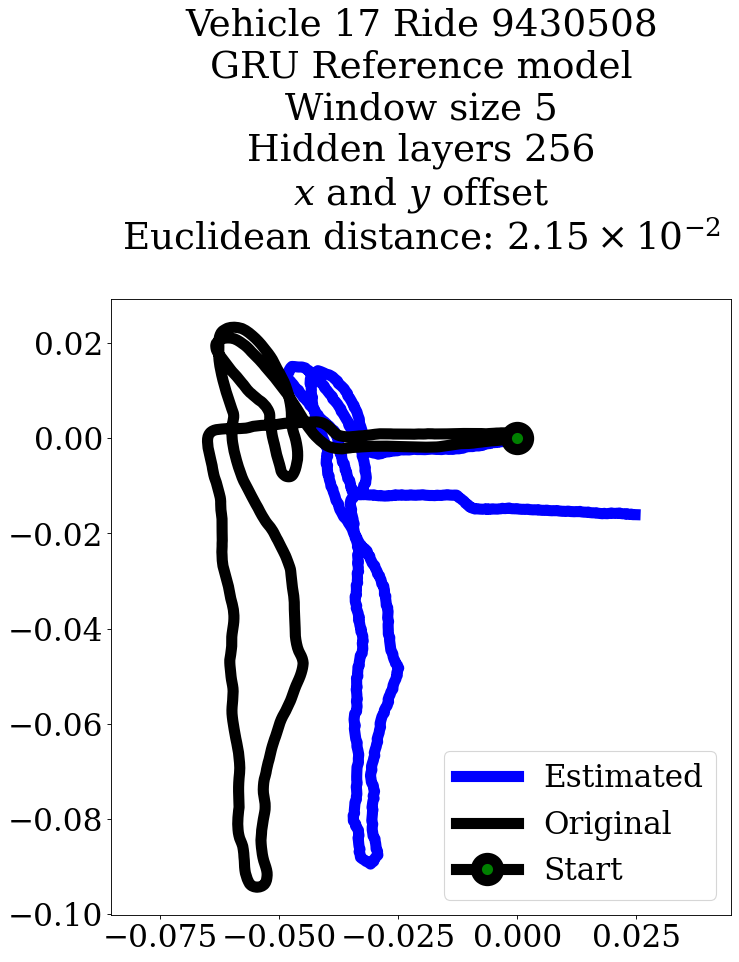 Vehicle 17 Ride 9430508
GRU Reference model
Window size 5
Hidden layers 256
x and y offset
Euclidean distance: 2.15 × 10⁻²
0.02
0.00
−0.02
−0.04
−0.06
−0.08
−0.10
Estimated
Original
Start
−0.075 −0.050 −0.025 0.000 0.025